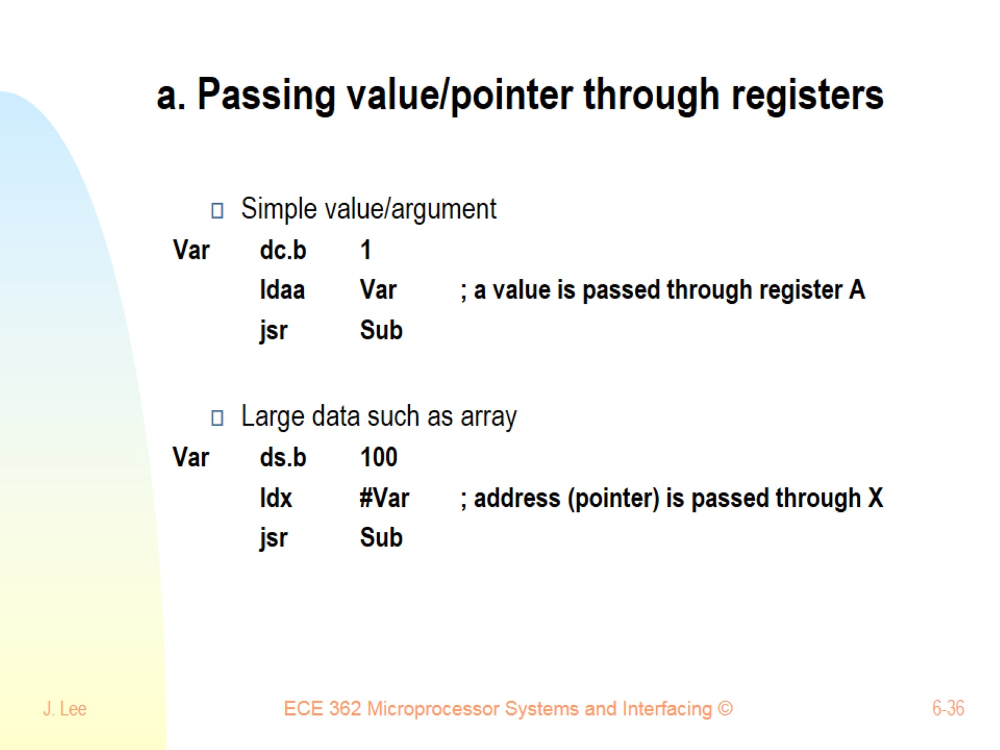 a. Passing value/pointer through registers
Simple value/argument
Var dc.b 1
ldaa Var ; a value is passed through register A
jsr Sub
Large data such as array
Var ds.b 100
ldx #Var ; address (pointer) is passed through X
jsr Sub
J. Lee ECE 362 Microprocessor Systems and Interfacing © 6-36